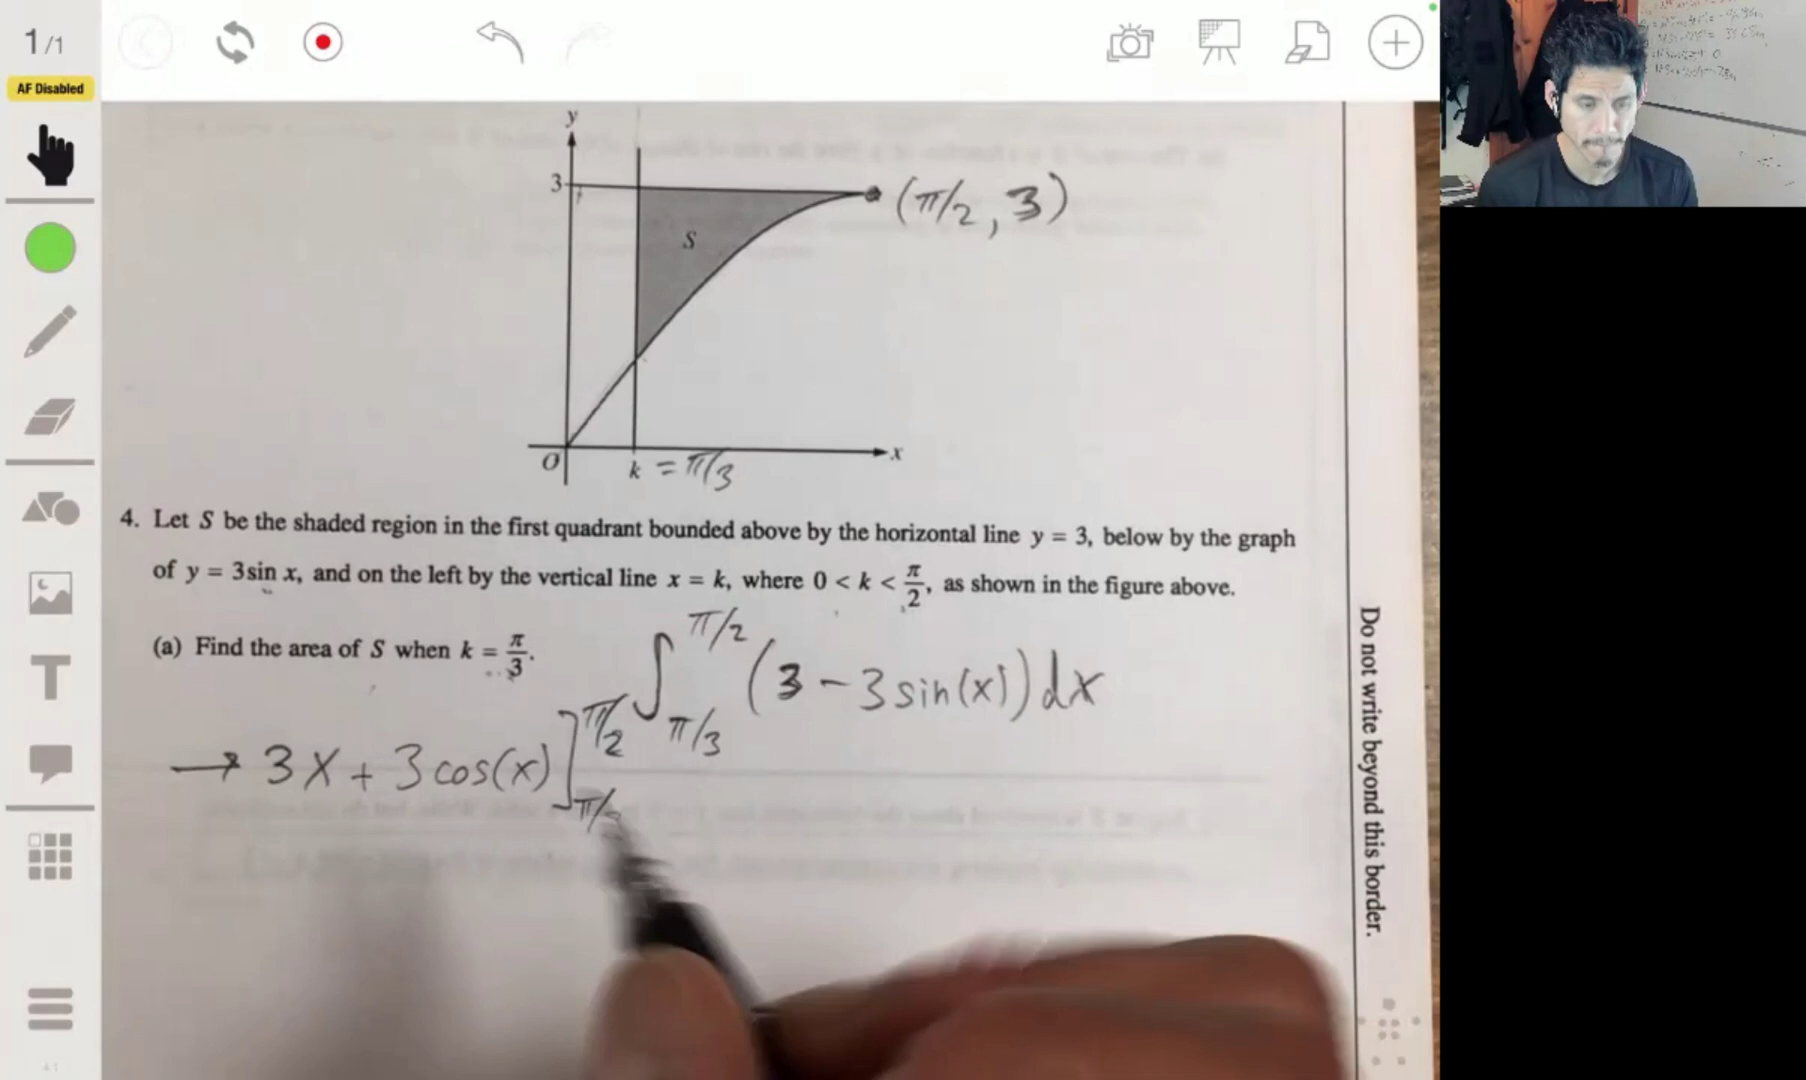 1/1
AF Disabled
y
3
(π/2, 3)
S
O
k = π/3
x
4. Let S be the shaded region in the first quadrant bounded above by the horizontal line y = 3, below by the graph
of y = 3 sin x, and on the left by the vertical line x = k, where 0 < k < π/2, as shown in the figure above.
(a) Find the area of S when k = π/3.
∫ π/2 π/3 (3 - 3 sin(x)) dx
→ 3x + 3 cos(x) ] π/2 π/
Do not write beyond this border.
T